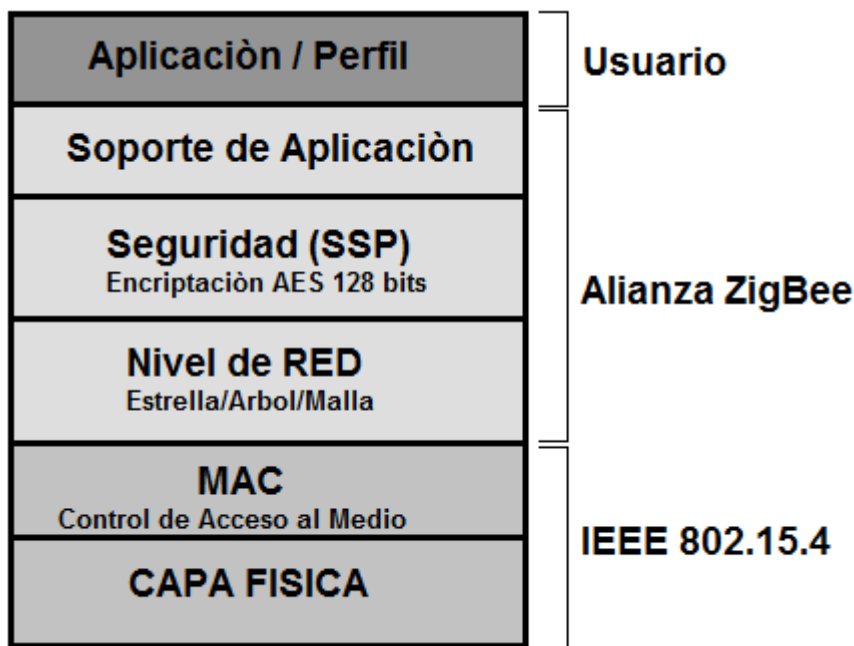 Aplicaciòn / Perfil
Usuario
Soporte de Aplicaciòn
Seguridad (SSP)
Encriptaciòn AES 128 bits
Alianza ZigBee
Nivel de RED
Estrella/Arbol/Malla
MAC
Control de Acceso al Medio
IEEE 802.15.4
CAPA FISICA